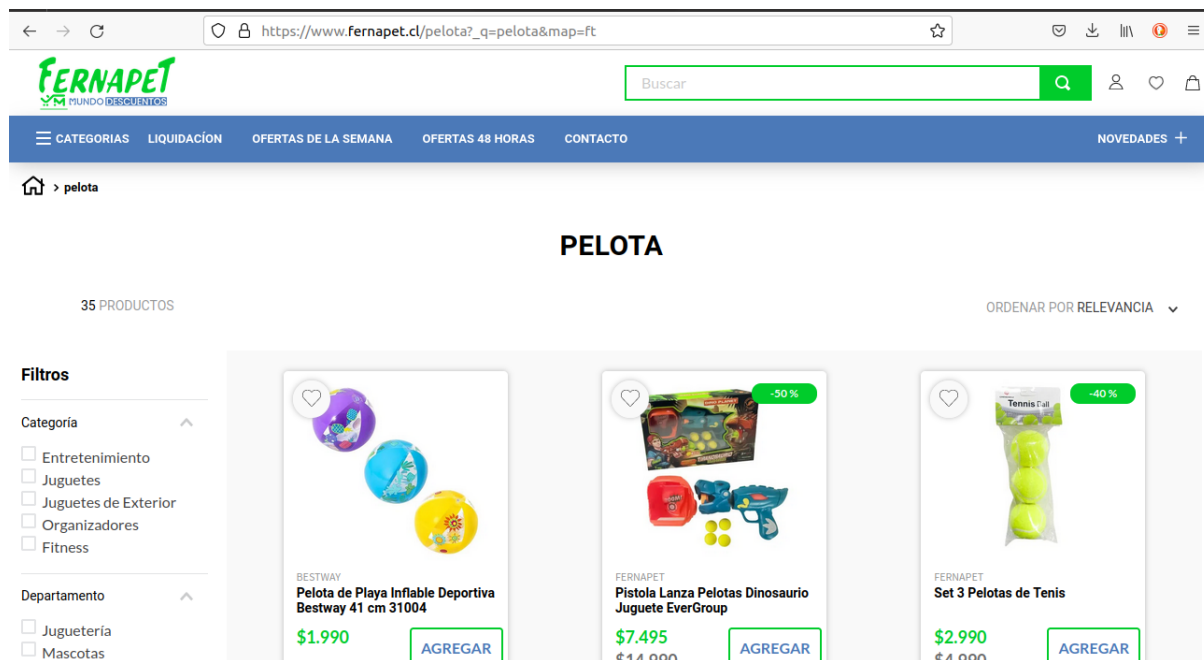 https://www.fernapet.cl/pelota?_q=pelota&map=ft
FERNAPET
MUNDO DESCUENTOS
Buscar
CATEGORIAS LIQUIDACÍON OFERTAS DE LA SEMANA OFERTAS 48 HORAS CONTACTO NOVEDADES +
> pelota
PELOTA
35 PRODUCTOS
ORDENAR POR RELEVANCIA
Filtros
Categoría
Entretenimiento
Juguetes
Juguetes de Exterior
Organizadores
Fitness
Departamento
Juguetería
Mascotas
BESTWAY
Pelota de Playa Inflable Deportiva
Bestway 41 cm 31004
$1.990
AGREGAR
-50 %
FERNAPET
Pistola Lanza Pelotas Dinosaurio
Juguete EverGroup
$7.495
$14.990
AGREGAR
-40 %
Tennis Ball
FERNAPET
Set 3 Pelotas de Tenis
$2.990
$4.990
AGREGAR